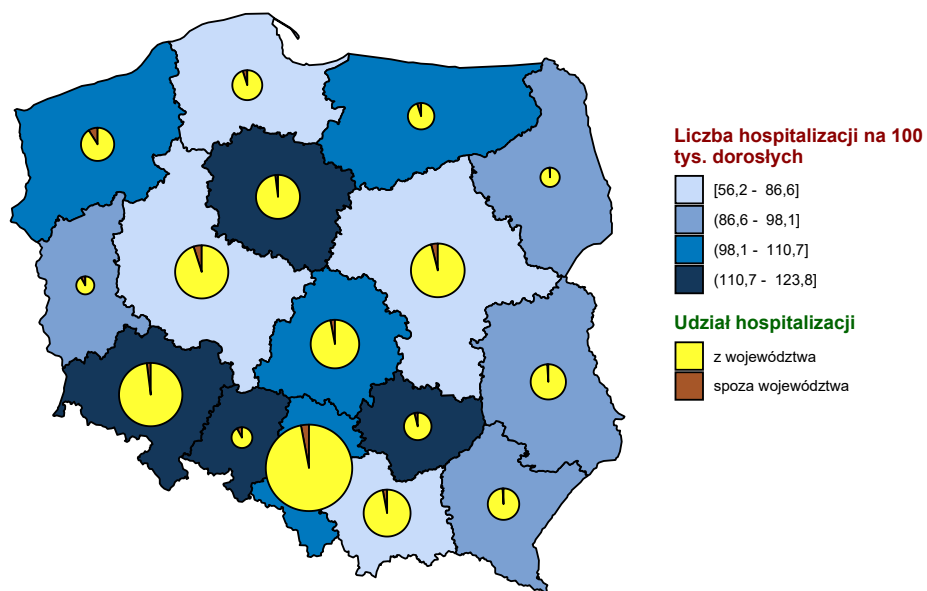 Liczba hospitalizacji na 100
tys. dorosłych
[56,2 - 86,6]
(86,6 - 98,1]
(98,1 - 110,7]
(110,7 - 123,8]
Udział hospitalizacji
z województwa
spoza województwa